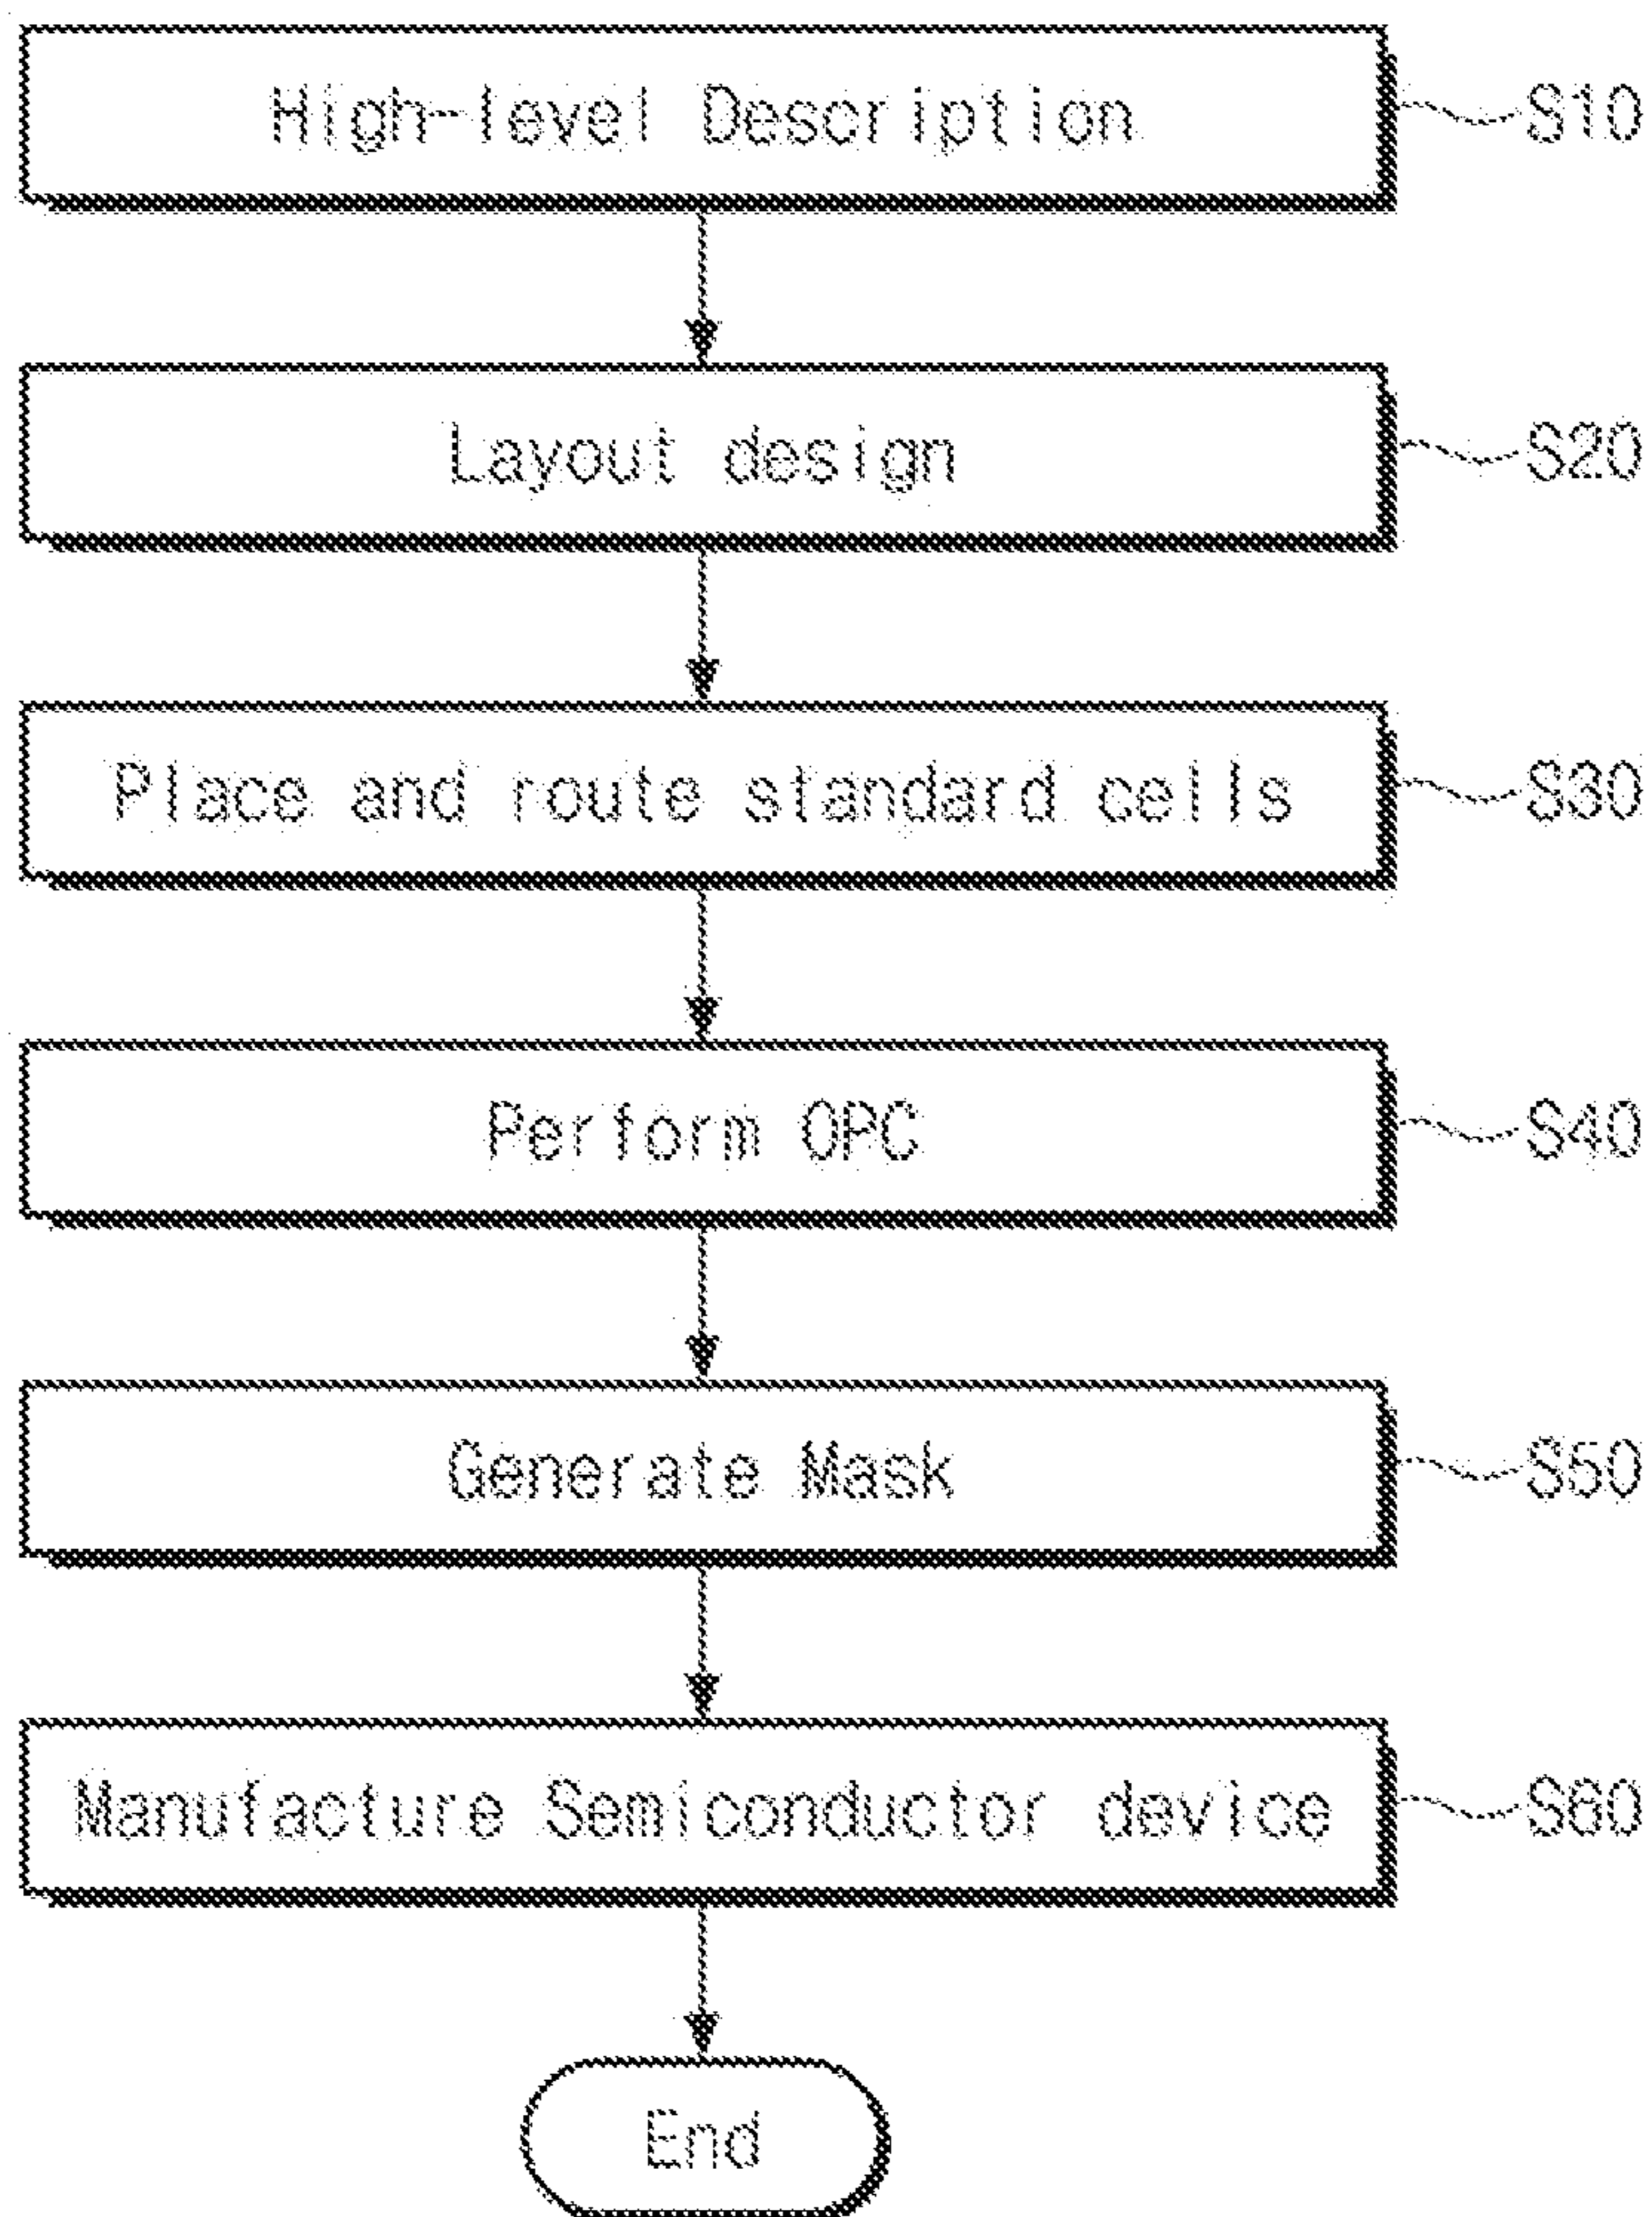 High-level Description
S10
Layout design
S20
Place and route standard cells
S30
Perform OPC
S40
Generate Mask
S50
Manufacture Semiconductor device
S60
End